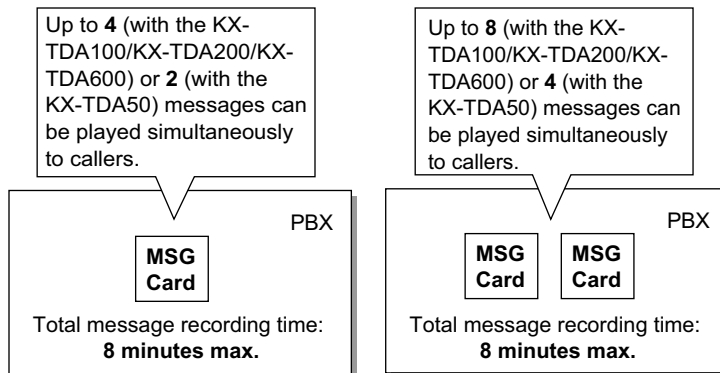 Up to 4 (with the KX-
TDA100/KX-TDA200/KX-
TDA600) or 2 (with the
KX-TDA50) messages can
be played simultaneously
to callers.
PBX
MSG
Card
Total message recording time:
8 minutes max.
Up to 8 (with the KX-
TDA100/KX-TDA200/KX-
TDA600) or 4 (with the
KX-TDA50) messages can
be played simultaneously
to callers.
PBX
MSG
Card
MSG
Card
Total message recording time:
8 minutes max.